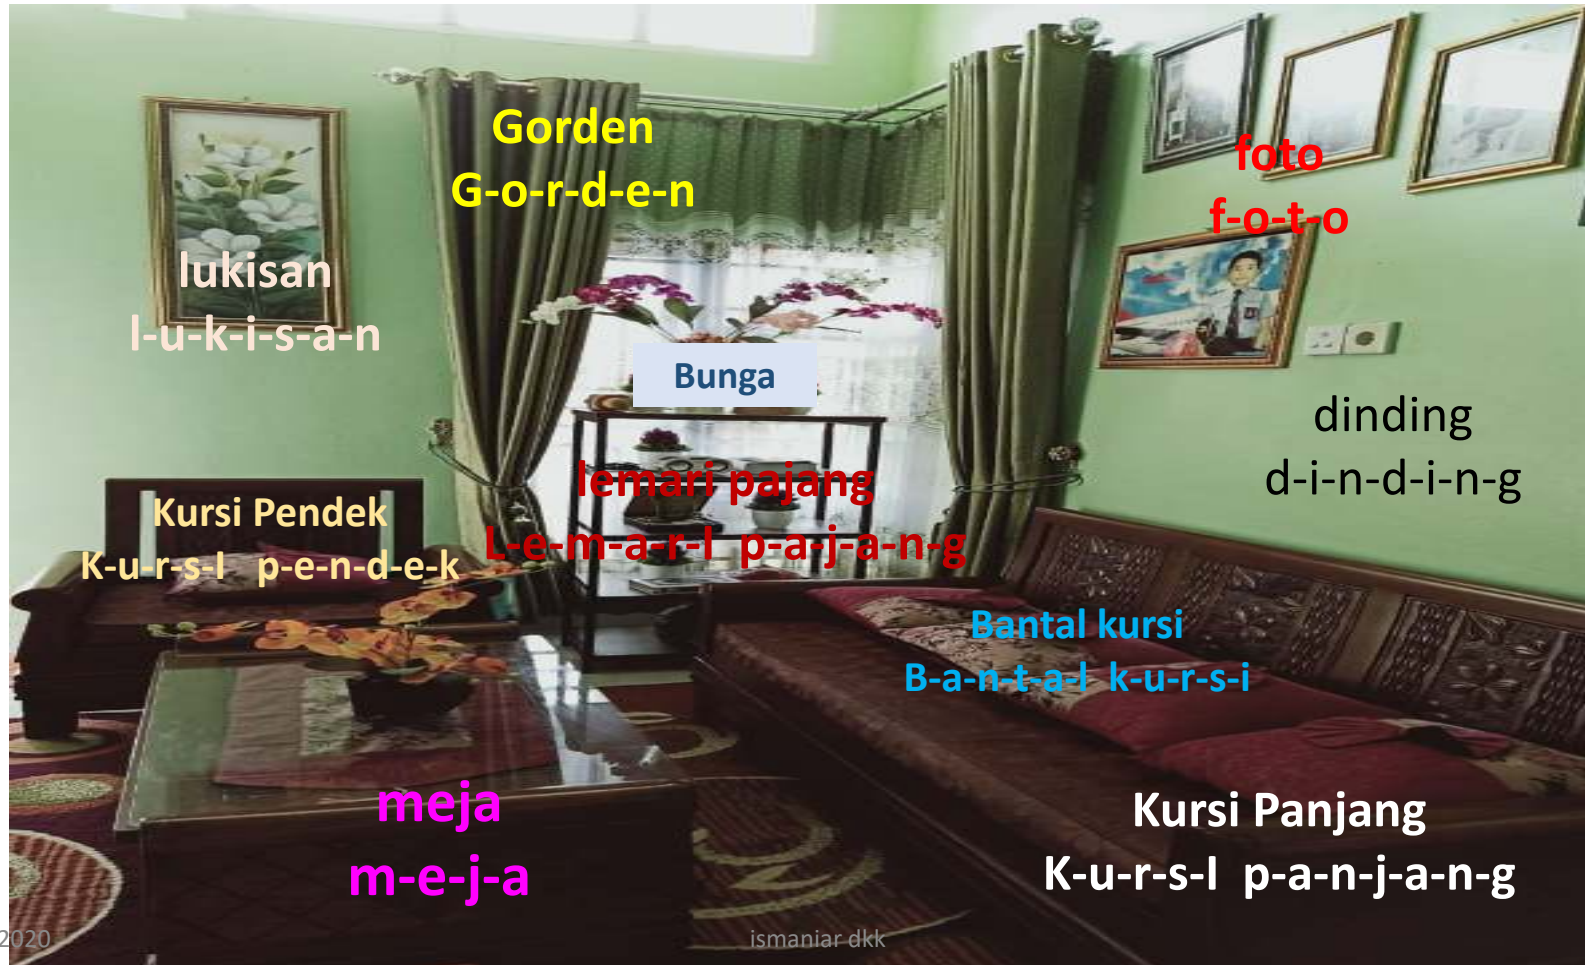 Gorden
G-o-r-d-e-n
foto
f-o-t-o
lukisan
l-u-k-i-s-a-n
Bunga
dinding
d-i-n-d-i-n-g
lemari pajang
L-e-m-a-r-I p-a-j-a-n-g
Kursi Pendek
K-u-r-s-I p-e-n-d-e-k
Bantal kursi
B-a-n-t-a-l k-u-r-s-i
meja
m-e-j-a
Kursi Panjang
K-u-r-s-I p-a-n-j-a-n-g
2020
ismaniar dkk